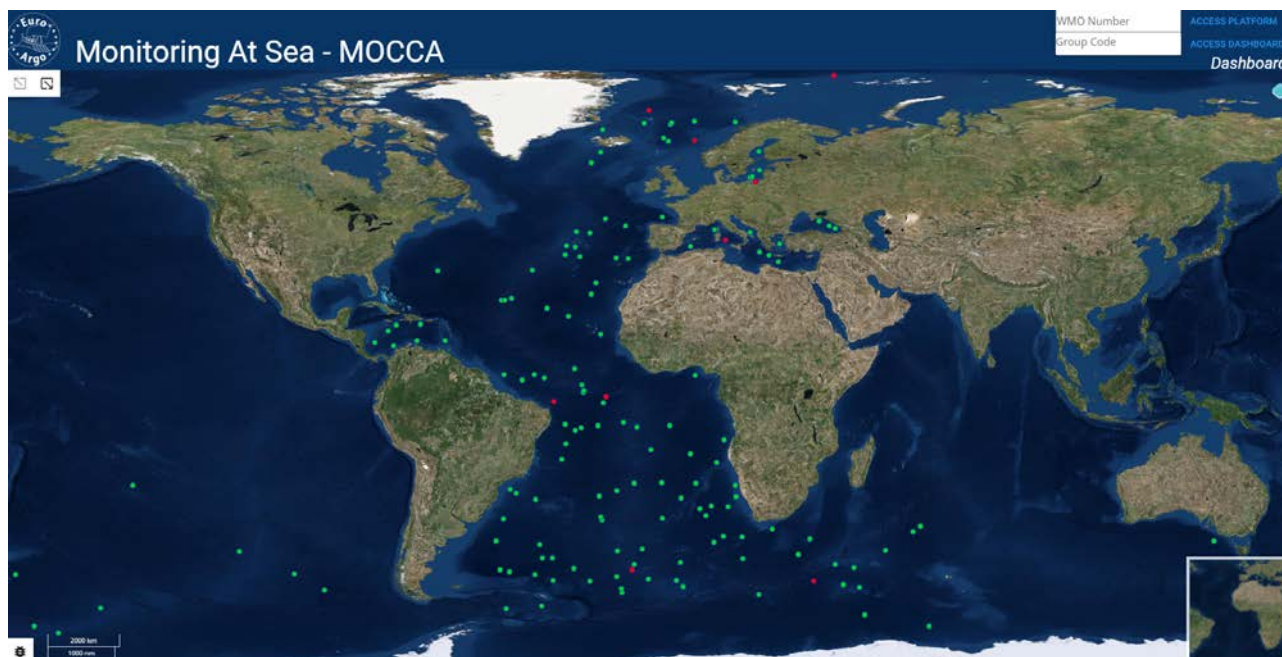 Euro
Argo
Monitoring At Sea - MOCCA
WMO Number
ACCESS PLATFORM
Group Code
ACCESS DASHBOARD
Dashboard
2000 km
1000 nm